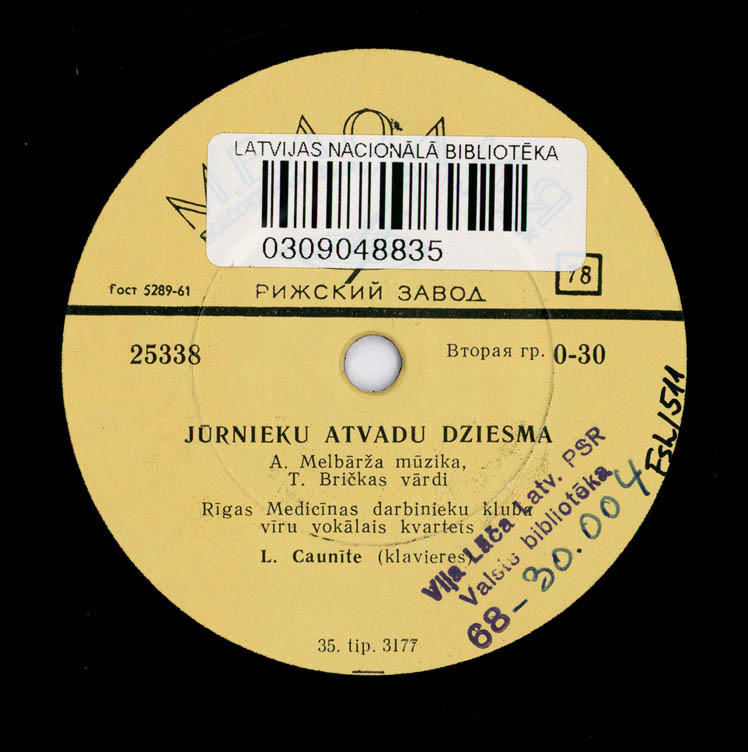 LATVIJAS NACIONĀLĀ BIBLIOTĒKA
0309048835
Гост 5289-61
РИЖСКИЙ ЗАВОД
78
25338
Вторая гр. 0-30
JŪRNIEKU ATVADU DZIESMA
A. Melbārža mūzika,
T. Bričkas vārdi
Rīgas Medicīnas darbinieku kluba
vīru vokālais kvartets
L. Caunīte (klavieres)
Viļa Lāča Latv. PSR
Valsts bibliotēka
68-30.004
35. tip. 3177